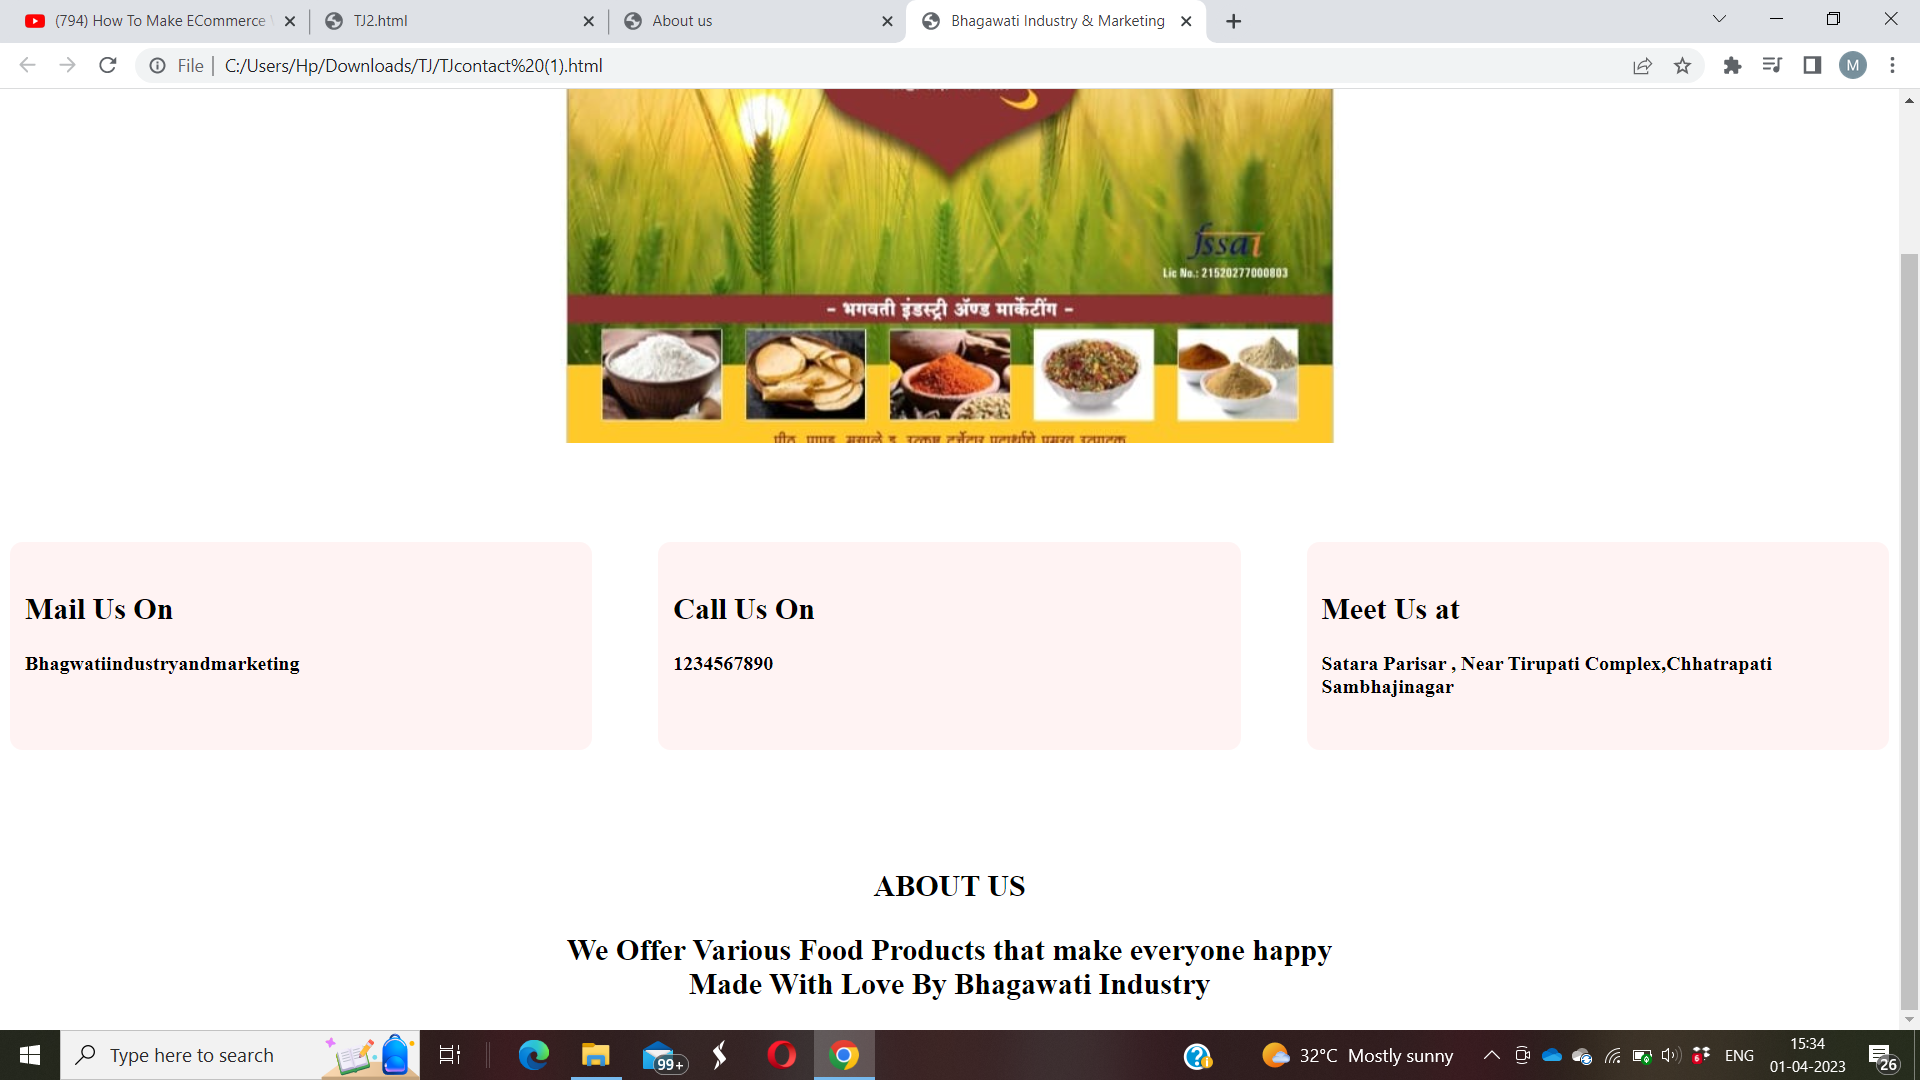 (794) How To Make ECommerce
TJ2.html
About us
Bhagawati Industry & Marketing
File
C:/Users/Hp/Downloads/TJ/TJcontact%20(1).html
M
fssai
Lic No.: 21520277000803
- भगवती इंडस्ट्री ॲण्ड मार्केटींग -
Mail Us On
Bhagwatiindustryandmarketing
Call Us On
1234567890
Meet Us at
Satara Parisar , Near Tirupati Complex,Chhatrapati
Sambhajinagar
ABOUT US
We Offer Various Food Products that make everyone happy
Made With Love By Bhagawati Industry
Type here to search
99+
32°C Mostly sunny
ENG
15:34
01-04-2023
26